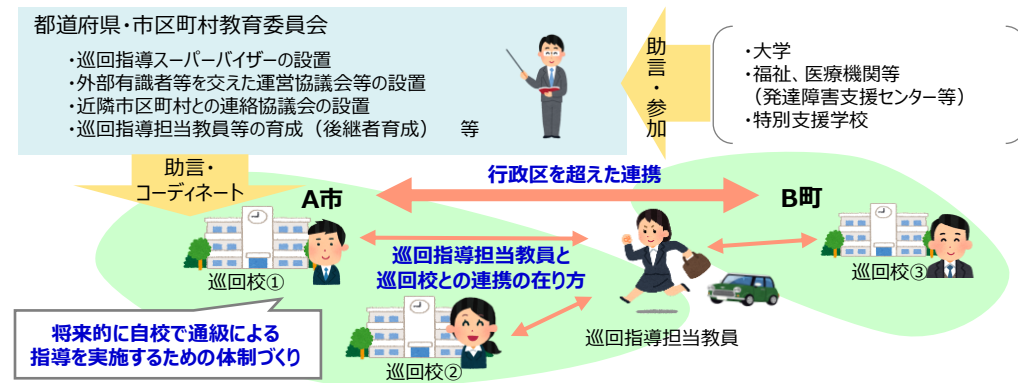 都道府県・市区町村教育委員会
・巡回指導スーパーバイザーの設置
・外部有識者等を交えた運営協議会等の設置
・近隣市区町村との連絡協議会の設置
・巡回指導担当教員等の育成（後継者育成）　等
助言・参加
・大学
・福祉、医療機関等
（発達障害支援センター等）
・特別支援学校
助言・
コーディネート
行政区を超えた連携
A市
B町
巡回指導担当教員と
巡回校との連携の在り方
巡回校①
巡回校③
将来的に自校で通級による
指導を実施するための体制づくり
巡回指導担当教員
巡回校②